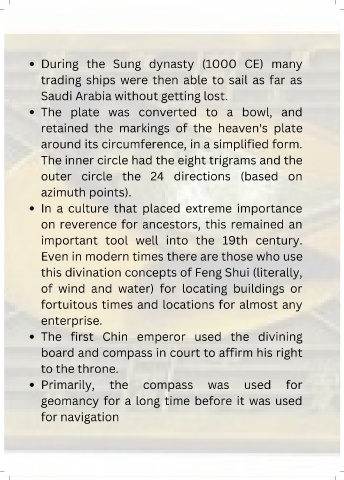 • During the Sung dynasty (1000 CE) many
trading ships were then able to sail as far as
Saudi Arabia without getting lost.
• The plate was converted to a bowl, and
retained the markings of the heaven's plate
around its circumference, in a simplified form.
The inner circle had the eight trigrams and the
outer circle the 24 directions (based on
azimuth points).
• In a culture that placed extreme importance
on reverence for ancestors, this remained an
important tool well into the 19th century.
Even in modern times there are those who use
this divination concepts of Feng Shui (literally,
of wind and water) for locating buildings or
fortuitous times and locations for almost any
enterprise.
• The first Chin emperor used the divining
board and compass in court to affirm his right
to the throne.
• Primarily, the compass was used for
geomancy for a long time before it was used
for navigation